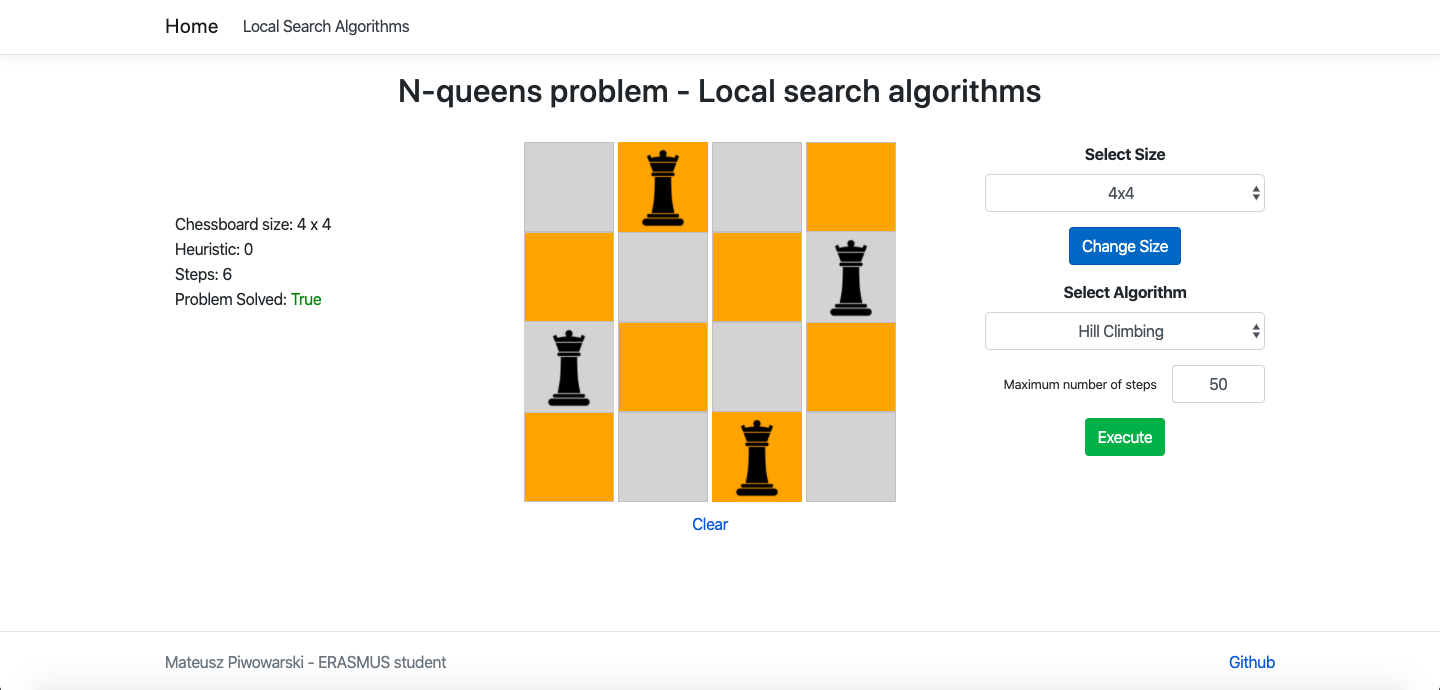 Home Local Search Algorithms
N-queens problem - Local search algorithms
Chessboard size: 4 x 4
Heuristic: 0
Steps: 6
Problem Solved: True
Clear
Select Size
4x4
Change Size
Select Algorithm
Hill Climbing
Maximum number of steps 50
Execute
Mateusz Piwowarski - ERASMUS student
Github